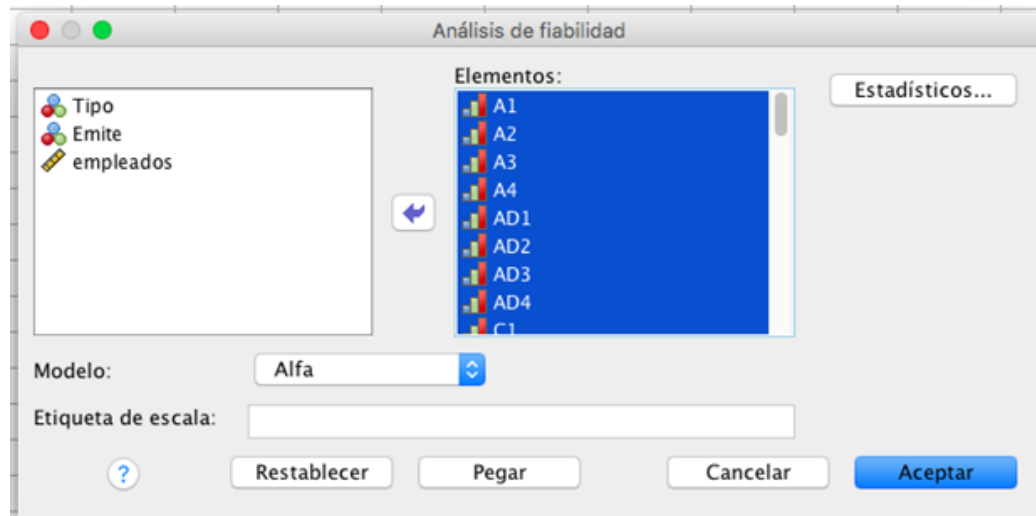 Análisis de fiabilidad
Tipo
Emite
empleados
Elementos:
A1
A2
A3
A4
AD1
AD2
AD3
AD4
C1
Estadísticos...
Modelo:
Alfa
Etiqueta de escala:
?
Restablecer
Pegar
Cancelar
Aceptar